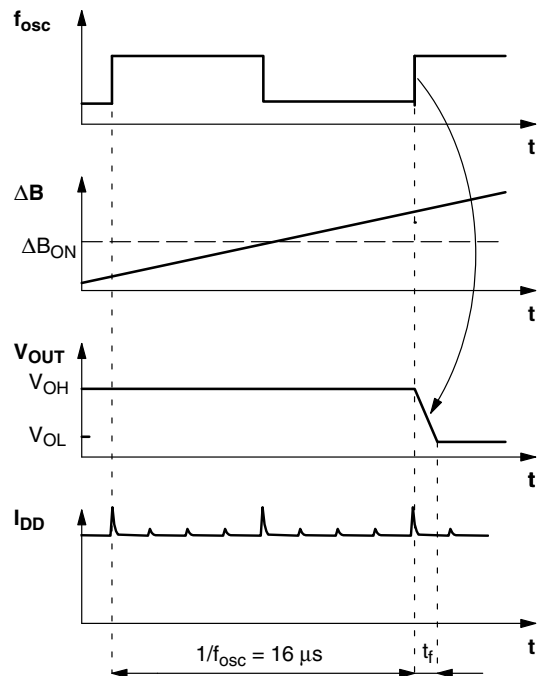 fosc
t
ΔB
ΔBON
t
VOUT
VOH
VOL
t
IDD
t
1/fosc = 16 μs
tf